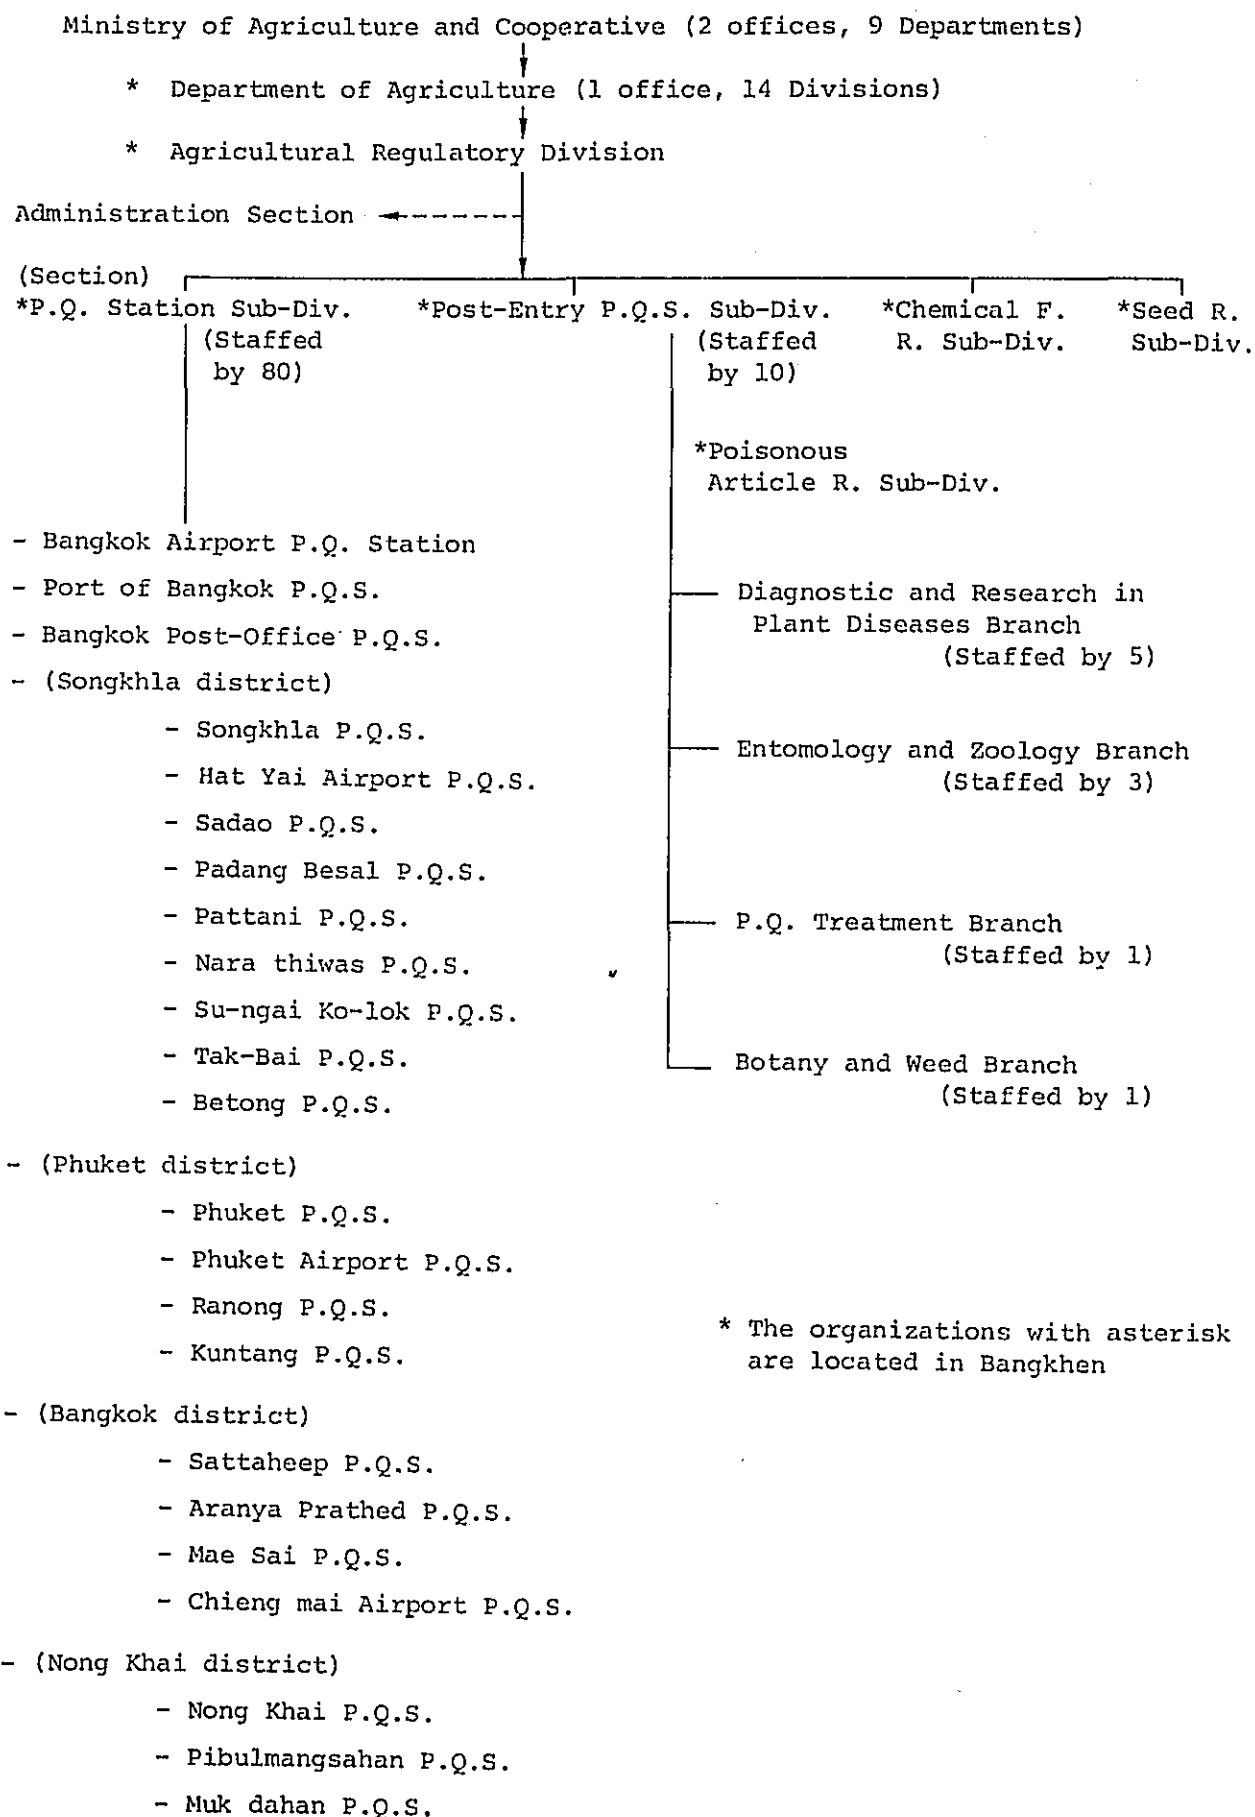 Ministry of Agriculture and Cooperative (2 offices, 9 Departments)
* Department of Agriculture (1 office, 14 Divisions)
* Agricultural Regulatory Division
Administration Section
(Section)
*P.Q. Station Sub-Div.
(Staffed
by 80)
*Post-Entry P.Q.S. Sub-Div.
(Staffed
by 10)
*Chemical F.
R. Sub-Div.
*Seed R.
Sub-Div.
*Poisonous
Article R. Sub-Div.
- Bangkok Airport P.Q. Station
- Port of Bangkok P.Q.S.
- Bangkok Post-Office P.Q.S.
- (Songkhla district)
- Songkhla P.Q.S.
- Hat Yai Airport P.Q.S.
- Sadao P.Q.S.
- Padang Besal P.Q.S.
- Pattani P.Q.S.
- Nara thiwas P.Q.S.
- Su-ngai Ko-lok P.Q.S.
- Tak-Bai P.Q.S.
- Betong P.Q.S.
Diagnostic and Research in
Plant Diseases Branch
(Staffed by 5)
Entomology and Zoology Branch
(Staffed by 3)
P.Q. Treatment Branch
(Staffed by 1)
Botany and Weed Branch
(Staffed by 1)
- (Phuket district)
- Phuket P.Q.S.
- Phuket Airport P.Q.S.
- Ranong P.Q.S.
- Kuntang P.Q.S.
* The organizations with asterisk
are located in Bangkhen
- (Bangkok district)
- Sattaheep P.Q.S.
- Aranya Prathed P.Q.S.
- Mae Sai P.Q.S.
- Chieng mai Airport P.Q.S.
- (Nong Khai district)
- Nong Khai P.Q.S.
- Pibulmangsahan P.Q.S.
- Muk dahan P.Q.S.